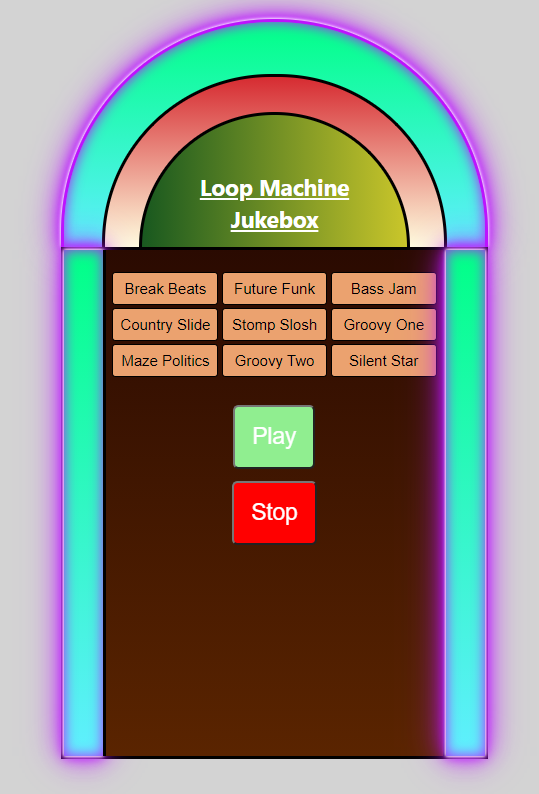 Loop Machine
Jukebox
Break Beats Future Funk Bass Jam
Country Slide Stomp Slosh Groovy One
Maze Politics Groovy Two Silent Star
Play
Stop